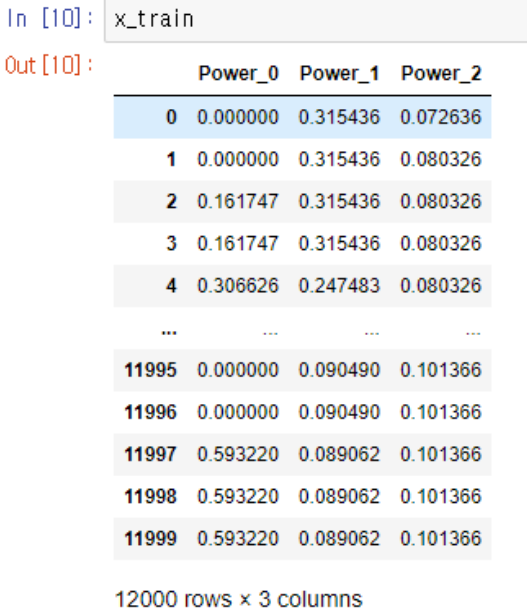 In [10]: x_train
Out[10]:
Power_0 Power_1 Power_2
0 0.000000 0.315436 0.072636
1 0.000000 0.315436 0.080326
2 0.161747 0.315436 0.080326
3 0.161747 0.315436 0.080326
4 0.306626 0.247483 0.080326
... ... ... ...
11995 0.000000 0.090490 0.101366
11996 0.000000 0.090490 0.101366
11997 0.593220 0.089062 0.101366
11998 0.593220 0.089062 0.101366
11999 0.593220 0.089062 0.101366
12000 rows × 3 columns